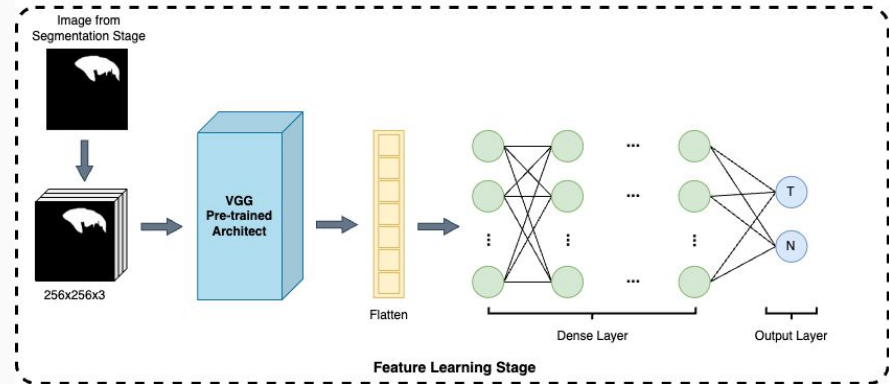 Image from
Segmentation Stage
256x256x3
VGG
Pre-trained
Architect
Flatten
...
...
...
...
...
...
T
N
Dense Layer
Output Layer
Feature Learning Stage